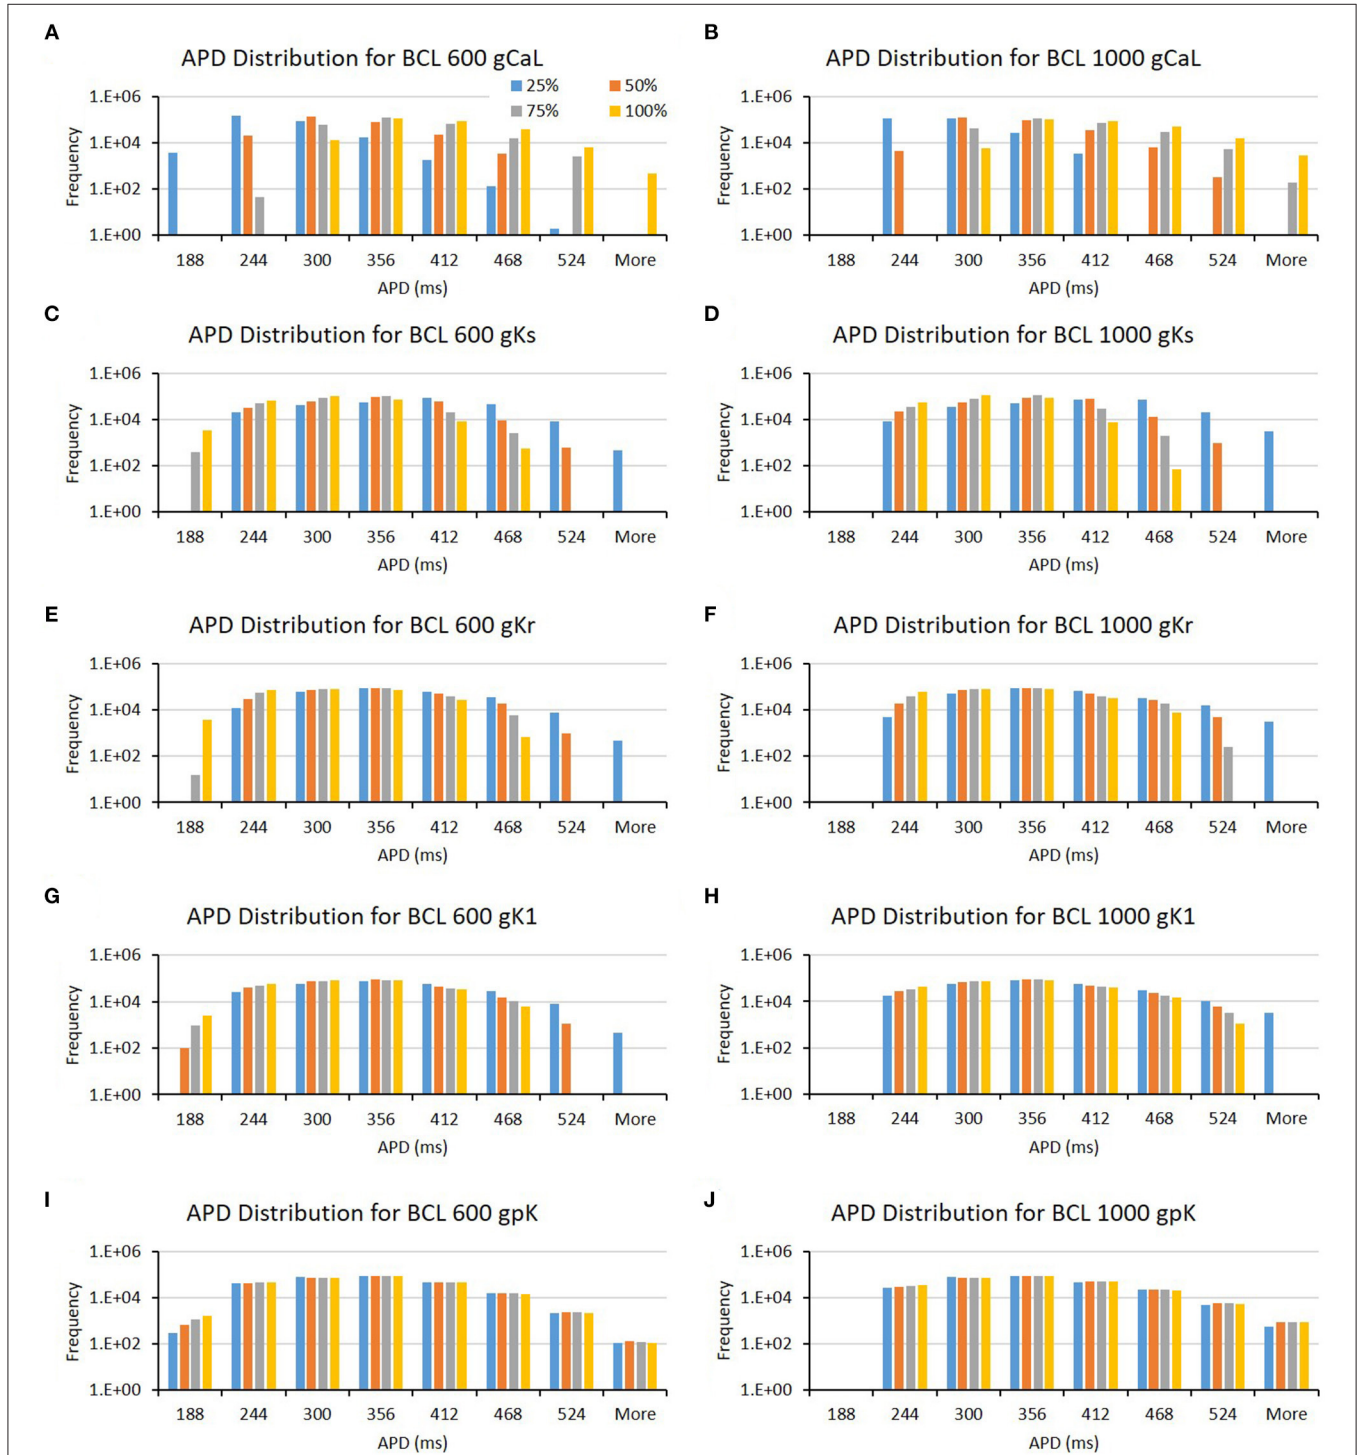 A
APD Distribution for BCL 600 gCaL
25%
50%
75%
100%
1.E+06
1.E+04
1.E+02
1.E+00
Frequency
188 244 300 356 412 468 524 More
APD (ms)
B
APD Distribution for BCL 1000 gCaL
1.E+06
1.E+04
1.E+02
1.E+00
Frequency
188 244 300 356 412 468 524 More
APD (ms)
C
APD Distribution for BCL 600 gKs
1.E+06
1.E+04
1.E+02
1.E+00
Frequency
188 244 300 356 412 468 524 More
APD (ms)
D
APD Distribution for BCL 1000 gKs
1.E+06
1.E+04
1.E+02
1.E+00
Frequency
188 244 300 356 412 468 524 More
APD (ms)
E
APD Distribution for BCL 600 gKr
1.E+06
1.E+04
1.E+02
1.E+00
Frequency
188 244 300 356 412 468 524 More
APD (ms)
F
APD Distribution for BCL 1000 gKr
1.E+06
1.E+04
1.E+02
1.E+00
Frequency
188 244 300 356 412 468 524 More
APD (ms)
G
APD Distribution for BCL 600 gK1
1.E+06
1.E+04
1.E+02
1.E+00
Frequency
188 244 300 356 412 468 524 More
APD (ms)
H
APD Distribution for BCL 1000 gK1
1.E+06
1.E+04
1.E+02
1.E+00
Frequency
188 244 300 356 412 468 524 More
APD (ms)
I
APD Distribution for BCL 600 gpK
1.E+06
1.E+04
1.E+02
1.E+00
Frequency
188 244 300 356 412 468 524 More
APD (ms)
J
APD Distribution for BCL 1000 gpK
1.E+06
1.E+04
1.E+02
1.E+00
Frequency
188 244 300 356 412 468 524 More
APD (ms)